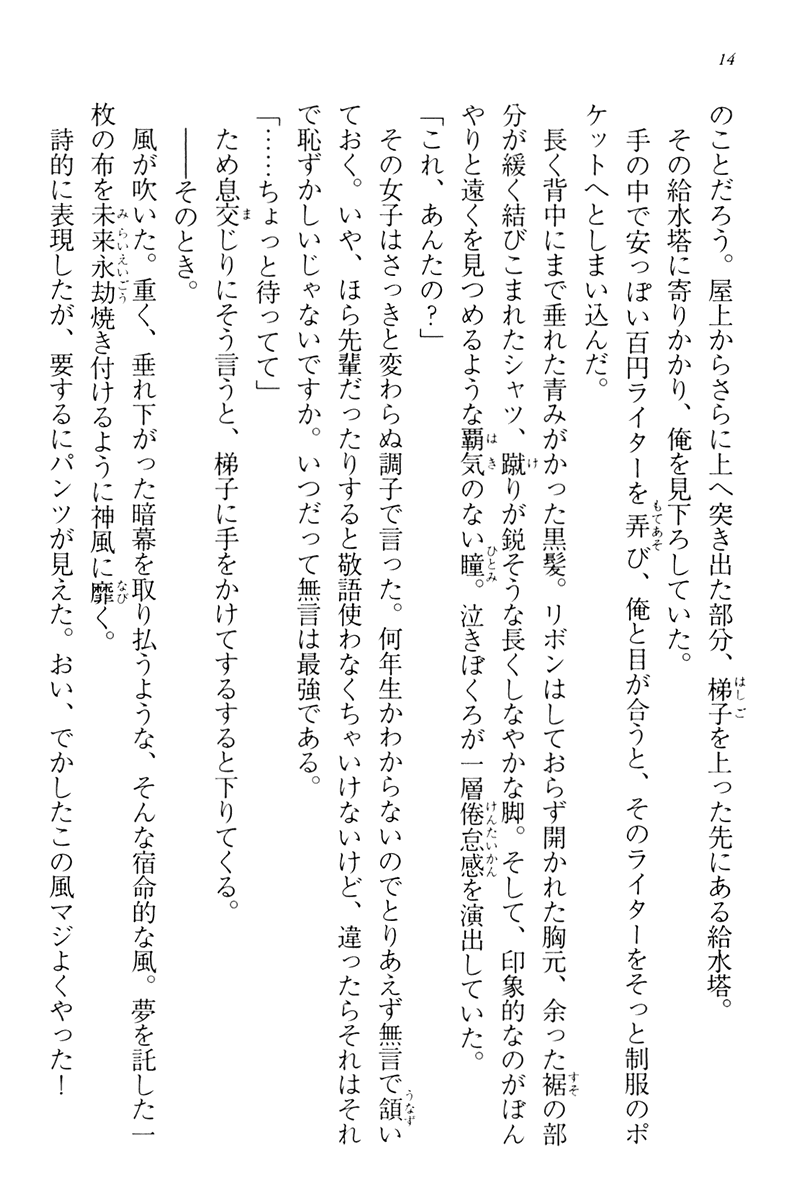 14
のことだろう。屋上からさらに上へ突き出た部分、梯子を上った先にある給水塔。
その給水塔に寄りかかり、俺を見下ろしていた。
手の中で安っぽい百円ライターを弄び、俺と目が合うと、そのライターをそっと制服のポ
ケットへとしまい込んだ。
長く背中にまで垂れた青みがかった黒髪。リボンはしておらず開かれた胸元、余った裾の部
分が緩く結びこまれたシャツ、蹴りが鋭そうな長くしなやかな脚。そして、印象的なのがぼん
やりと遠くを見つめるような覇気のない瞳。泣きぼくろが一層倦怠感を演出していた。
「これ、あんたの？」
その女子はさっきと変わらぬ調子で言った。何年生かわからないのでとりあえず無言で頷い
ておく。いや、ほら先輩だったりすると敬語使わなくちゃいけないけど、違ったらそれはそれ
で恥ずかしいじゃないですか。いつだって無言は最強である。
「……ちょっと待ってて」
ため息交じりにそう言うと、梯子に手をかけてするすると下りてくる。
――そのとき。
風が吹いた。重く、垂れ下がった暗幕を取り払うような、そんな宿命的な風。夢を託した一
枚の布を未来永劫焼き付けるように神風に靡く。
詩的に表現したが、要するにパンツが見えた。おい、でかしたこの風マジよくやった！